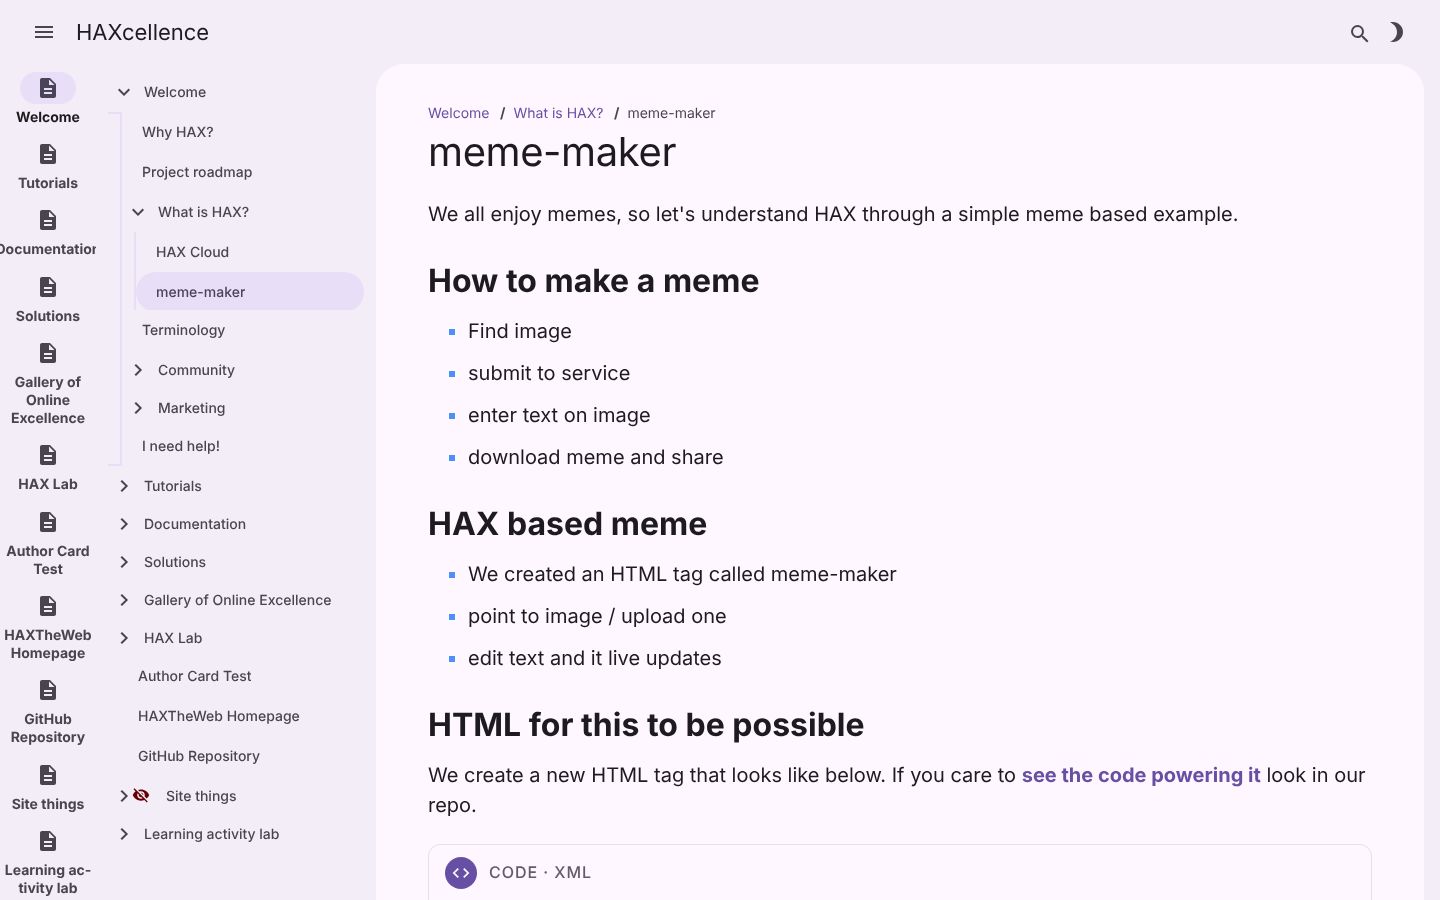 HAXcellence
Welcome
Tutorials
Documentation
Solutions
Gallery of
Online
Excellence
HAX Lab
Author Card
Test
HAXTheWeb
Homepage
GitHub
Repository
Site things
Learning ac-
tivity lab
Welcome
Why HAX?
Project roadmap
What is HAX?
HAX Cloud
meme-maker
Terminology
Community
Marketing
I need help!
Tutorials
Documentation
Solutions
Gallery of Online Excellence
HAX Lab
Author Card Test
HAXTheWeb Homepage
GitHub Repository
Site things
Learning activity lab
Welcome / What is HAX? / meme-maker
meme-maker
We all enjoy memes, so let's understand HAX through a simple meme based example.
How to make a meme
Find image
submit to service
enter text on image
download meme and share
HAX based meme
We created an HTML tag called meme-maker
point to image / upload one
edit text and it live updates
HTML for this to be possible
We create a new HTML tag that looks like below. If you care to see the code powering it look in our
repo.
CODE · XML